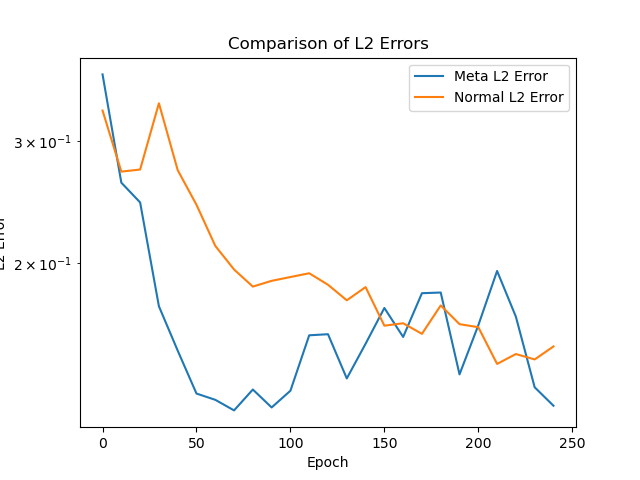 Comparison of L2 Errors
Meta L2 Error
Normal L2 Error
3 × 10⁻¹
2 × 10⁻¹
L2 Error
0 50 100 150 200 250
Epoch